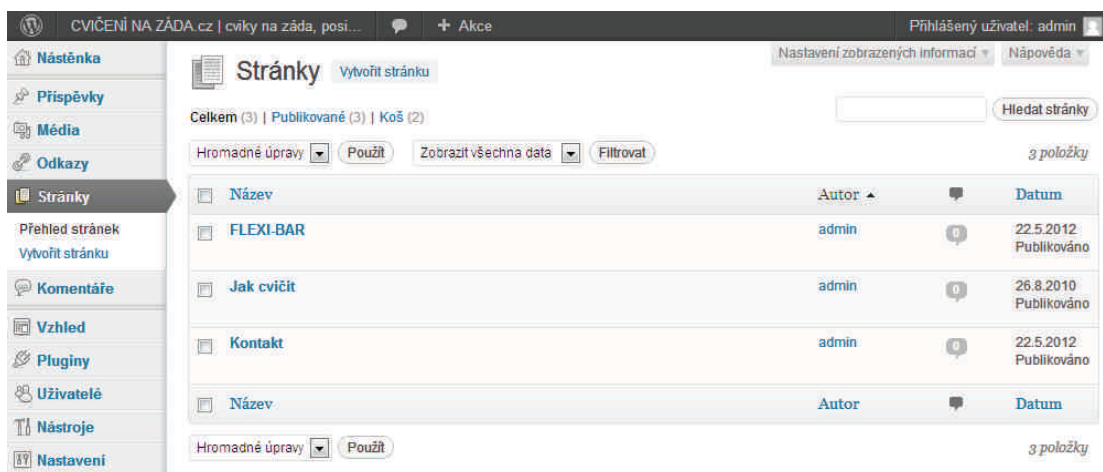 CVIČENÍ NA ZÁDA.cz | cviky na záda, posi... + Akce Přihlášený uživatel: admin
Nástěnka
Příspěvky
Média
Odkazy
Stránky
Přehled stránek
Vytvořit stránku
Komentáře
Vzhled
Pluginy
Uživatelé
Nástroje
Nastavení
Nastavení zobrazených informací Nápověda
Stránky Vytvořit stránku
Celkem (3) | Publikované (3) | Koš (2)
Hledat stránky
Hromadné úpravy Použít Zobrazit všechna data Filtrovat 3 položky
Název Autor Datum
FLEXI-BAR admin 0 22.5.2012
Publikováno
Jak cvičit admin 0 26.8.2010
Publikováno
Kontakt admin 0 22.5.2012
Publikováno
Název Autor Datum
Hromadné úpravy Použít 3 položky